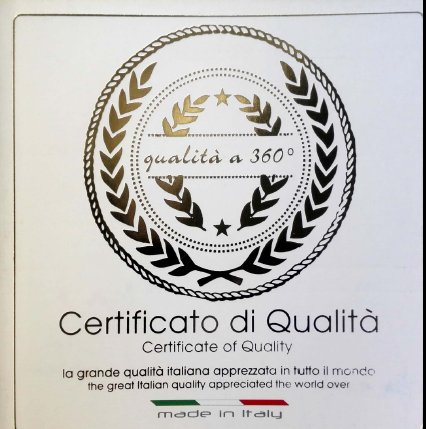 qualità a 360°
Certificato di Qualità
Certificate of Quality
la grande qualità italiana apprezzata in tutto il mondo
the great Italian quality appreciated the world over
made in Italy